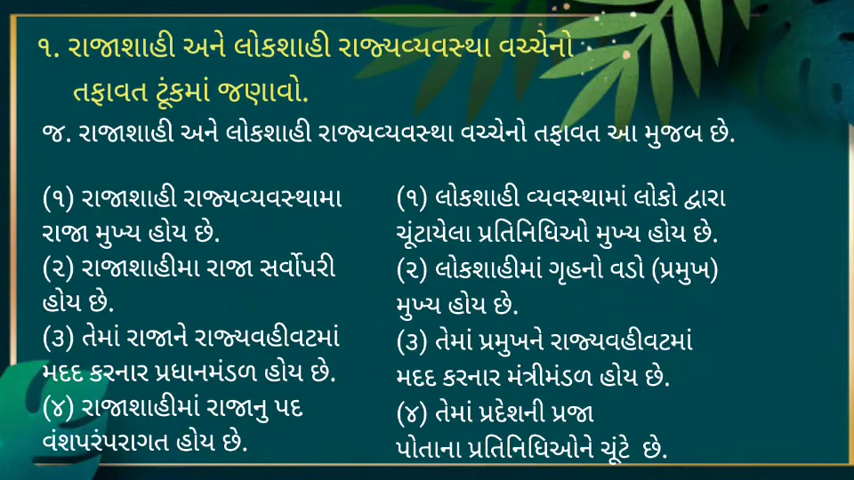 ૧. રાજાશાહી અને લોકશાહી રાજ્યવ્યવસ્થા વચ્ચેનો
તફાવત ટૂંકમાં જણાવો.
જ. રાજાશાહી અને લોકશાહી રાજ્યવ્યવસ્થા વચ્ચેનો તફાવત આ મુજબ છે.
(૧) રાજાશાહી રાજ્યવ્યવસ્થામા
રાજા મુખ્ય હોય છે.
(૨) રાજાશાહીમા રાજા સર્વોપરી
હોય છે.
(૩) તેમાં રાજાને રાજ્યવહીવટમાં
મદદ કરનાર પ્રધાનમંડળ હોય છે.
(૪) રાજાશાહીમાં રાજાનુ પદ
વંશપરંપરાગત હોય છે.
(૧) લોકશાહી વ્યવસ્થામાં લોકો દ્વારા
ચૂંટાયેલા પ્રતિનિધિઓ મુખ્ય હોય છે.
(૨) લોકશાહીમાં ગૃહનો વડો (પ્રમુખ)
મુખ્ય હોય છે.
(૩) તેમાં પ્રમુખને રાજ્યવહીવટમાં
મદદ કરનાર મંત્રીમંડળ હોય છે.
(૪) તેમાં પ્રદેશની પ્રજા
પોતાના પ્રતિનિધિઓને ચૂંટે છે.